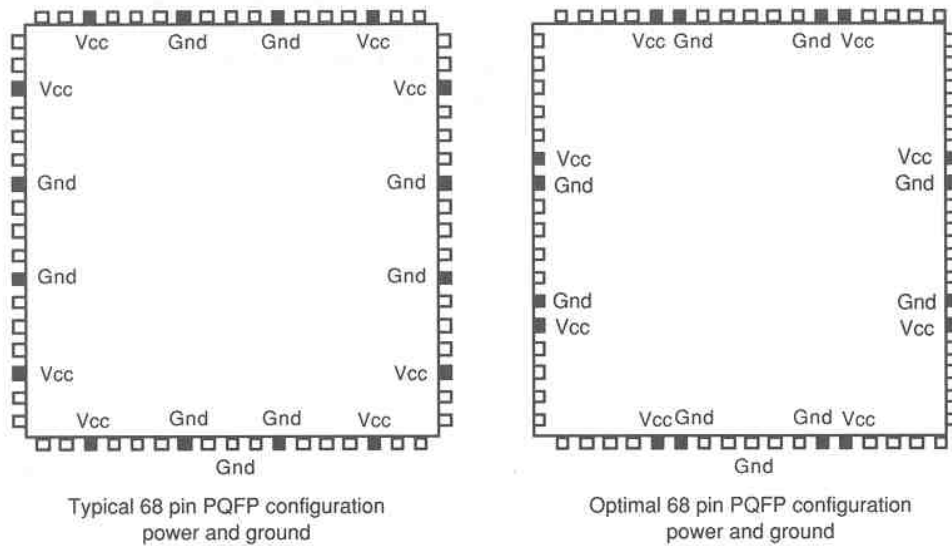 Vcc Gnd Gnd Vcc
Vcc Vcc
Gnd Gnd
Gnd Gnd
Vcc Vcc
Vcc Gnd Gnd Vcc
Gnd
Typical 68 pin PQFP configuration
power and ground
Vcc Gnd Gnd Vcc
Vcc Vcc
Gnd Gnd
Gnd Gnd
Vcc Vcc
Vcc Gnd Gnd Vcc
Gnd
Optimal 68 pin PQFP configuration
power and ground